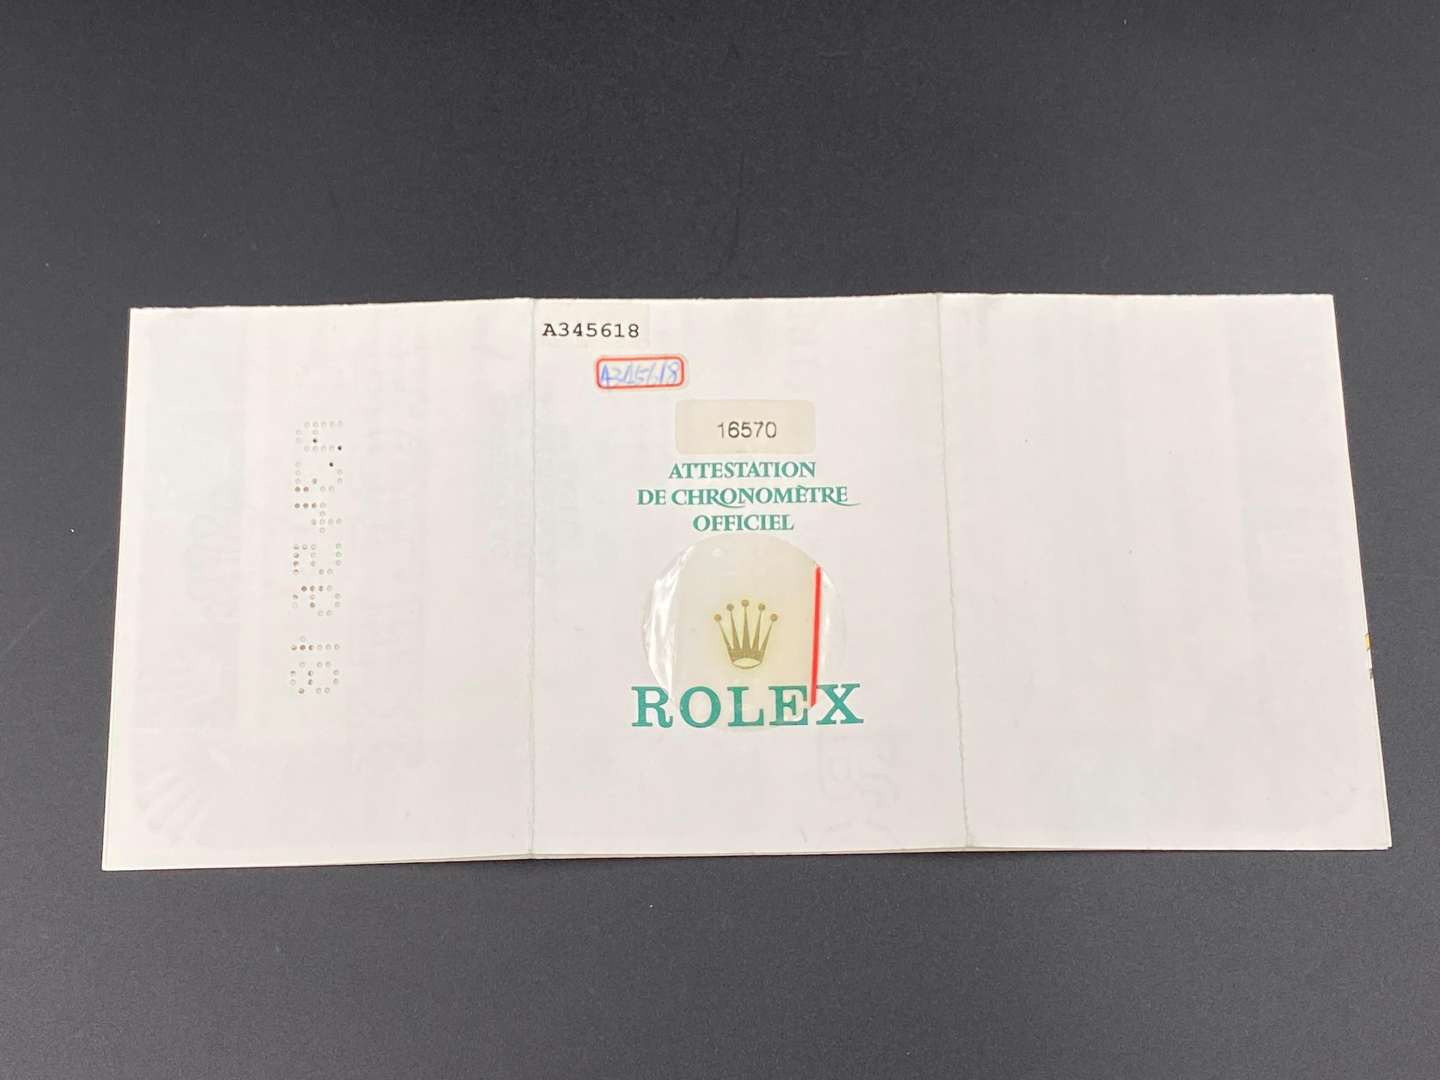 A345618
A345618
16570
ATTESTATION
DE CHRONOMÈTRE
OFFICIEL
ROLEX